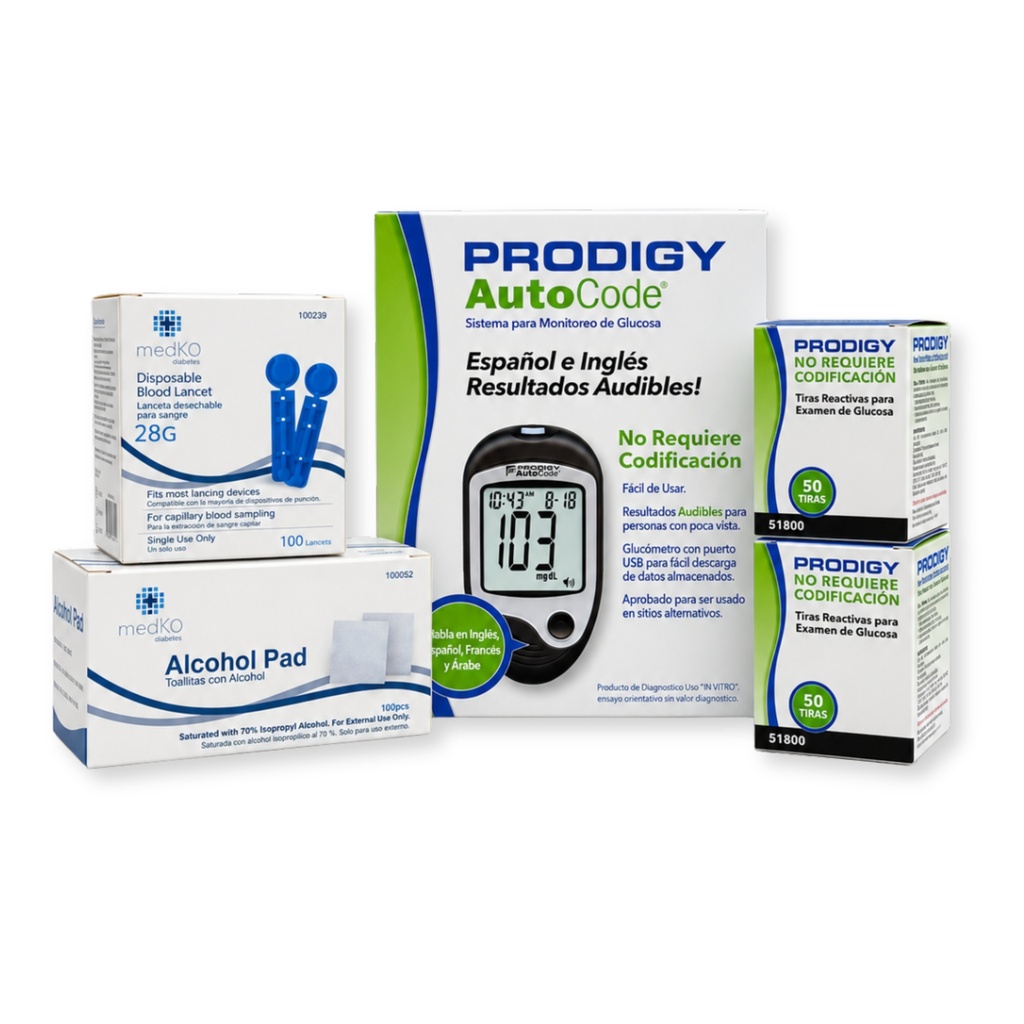 100239
medKO
diabetes
Disposable
Blood Lancet
Lanceta desechable
para sangre
28G
Fits most lancing devices
Compatible con la mayoría de dispositivos de punción.
For capillary blood sampling
Para la extracción de sangre capilar
Single Use Only
Un solo uso
100 Lancets
100052
medKO
diabetes
Alcohol Pad
Alcohol Pad
Toallitas con Alcohol
100pcs
Saturated with 70% Isopropyl Alcohol. For External Use Only.
Saturada con alcohol isopropílico al 70 %. Solo para uso externo.
PRODIGY
AutoCode®
Sistema para Monitoreo de Glucosa
Español e Inglés
Resultados Audibles!
PRODIGY
AutoCode®
10:43 AM 8-18
103
mgdL
No Requiere
Codificación
Fácil de Usar.
Resultados Audibles para
personas con poca vista.
Glucómetro con puerto
USB para fácil descarga
de datos almacenados.
Aprobado para ser usado
en sitios alternativos.
abla en Inglés,
spañol, Francés
y Árabe
Producto de Diagnostico Uso "IN VITRO".
ensayo orientativo sin valor diagnostico.
PRODIGY
NO REQUIERE
CODIFICACIÓN
Tiras Reactivas para
Examen de Glucosa
50
TIRAS
51800
PRODIGY
PRODIGY
NO REQUIERE
CODIFICACIÓN
Tiras Reactivas para
Examen de Glucosa
50
TIRAS
51800
PRODIGY